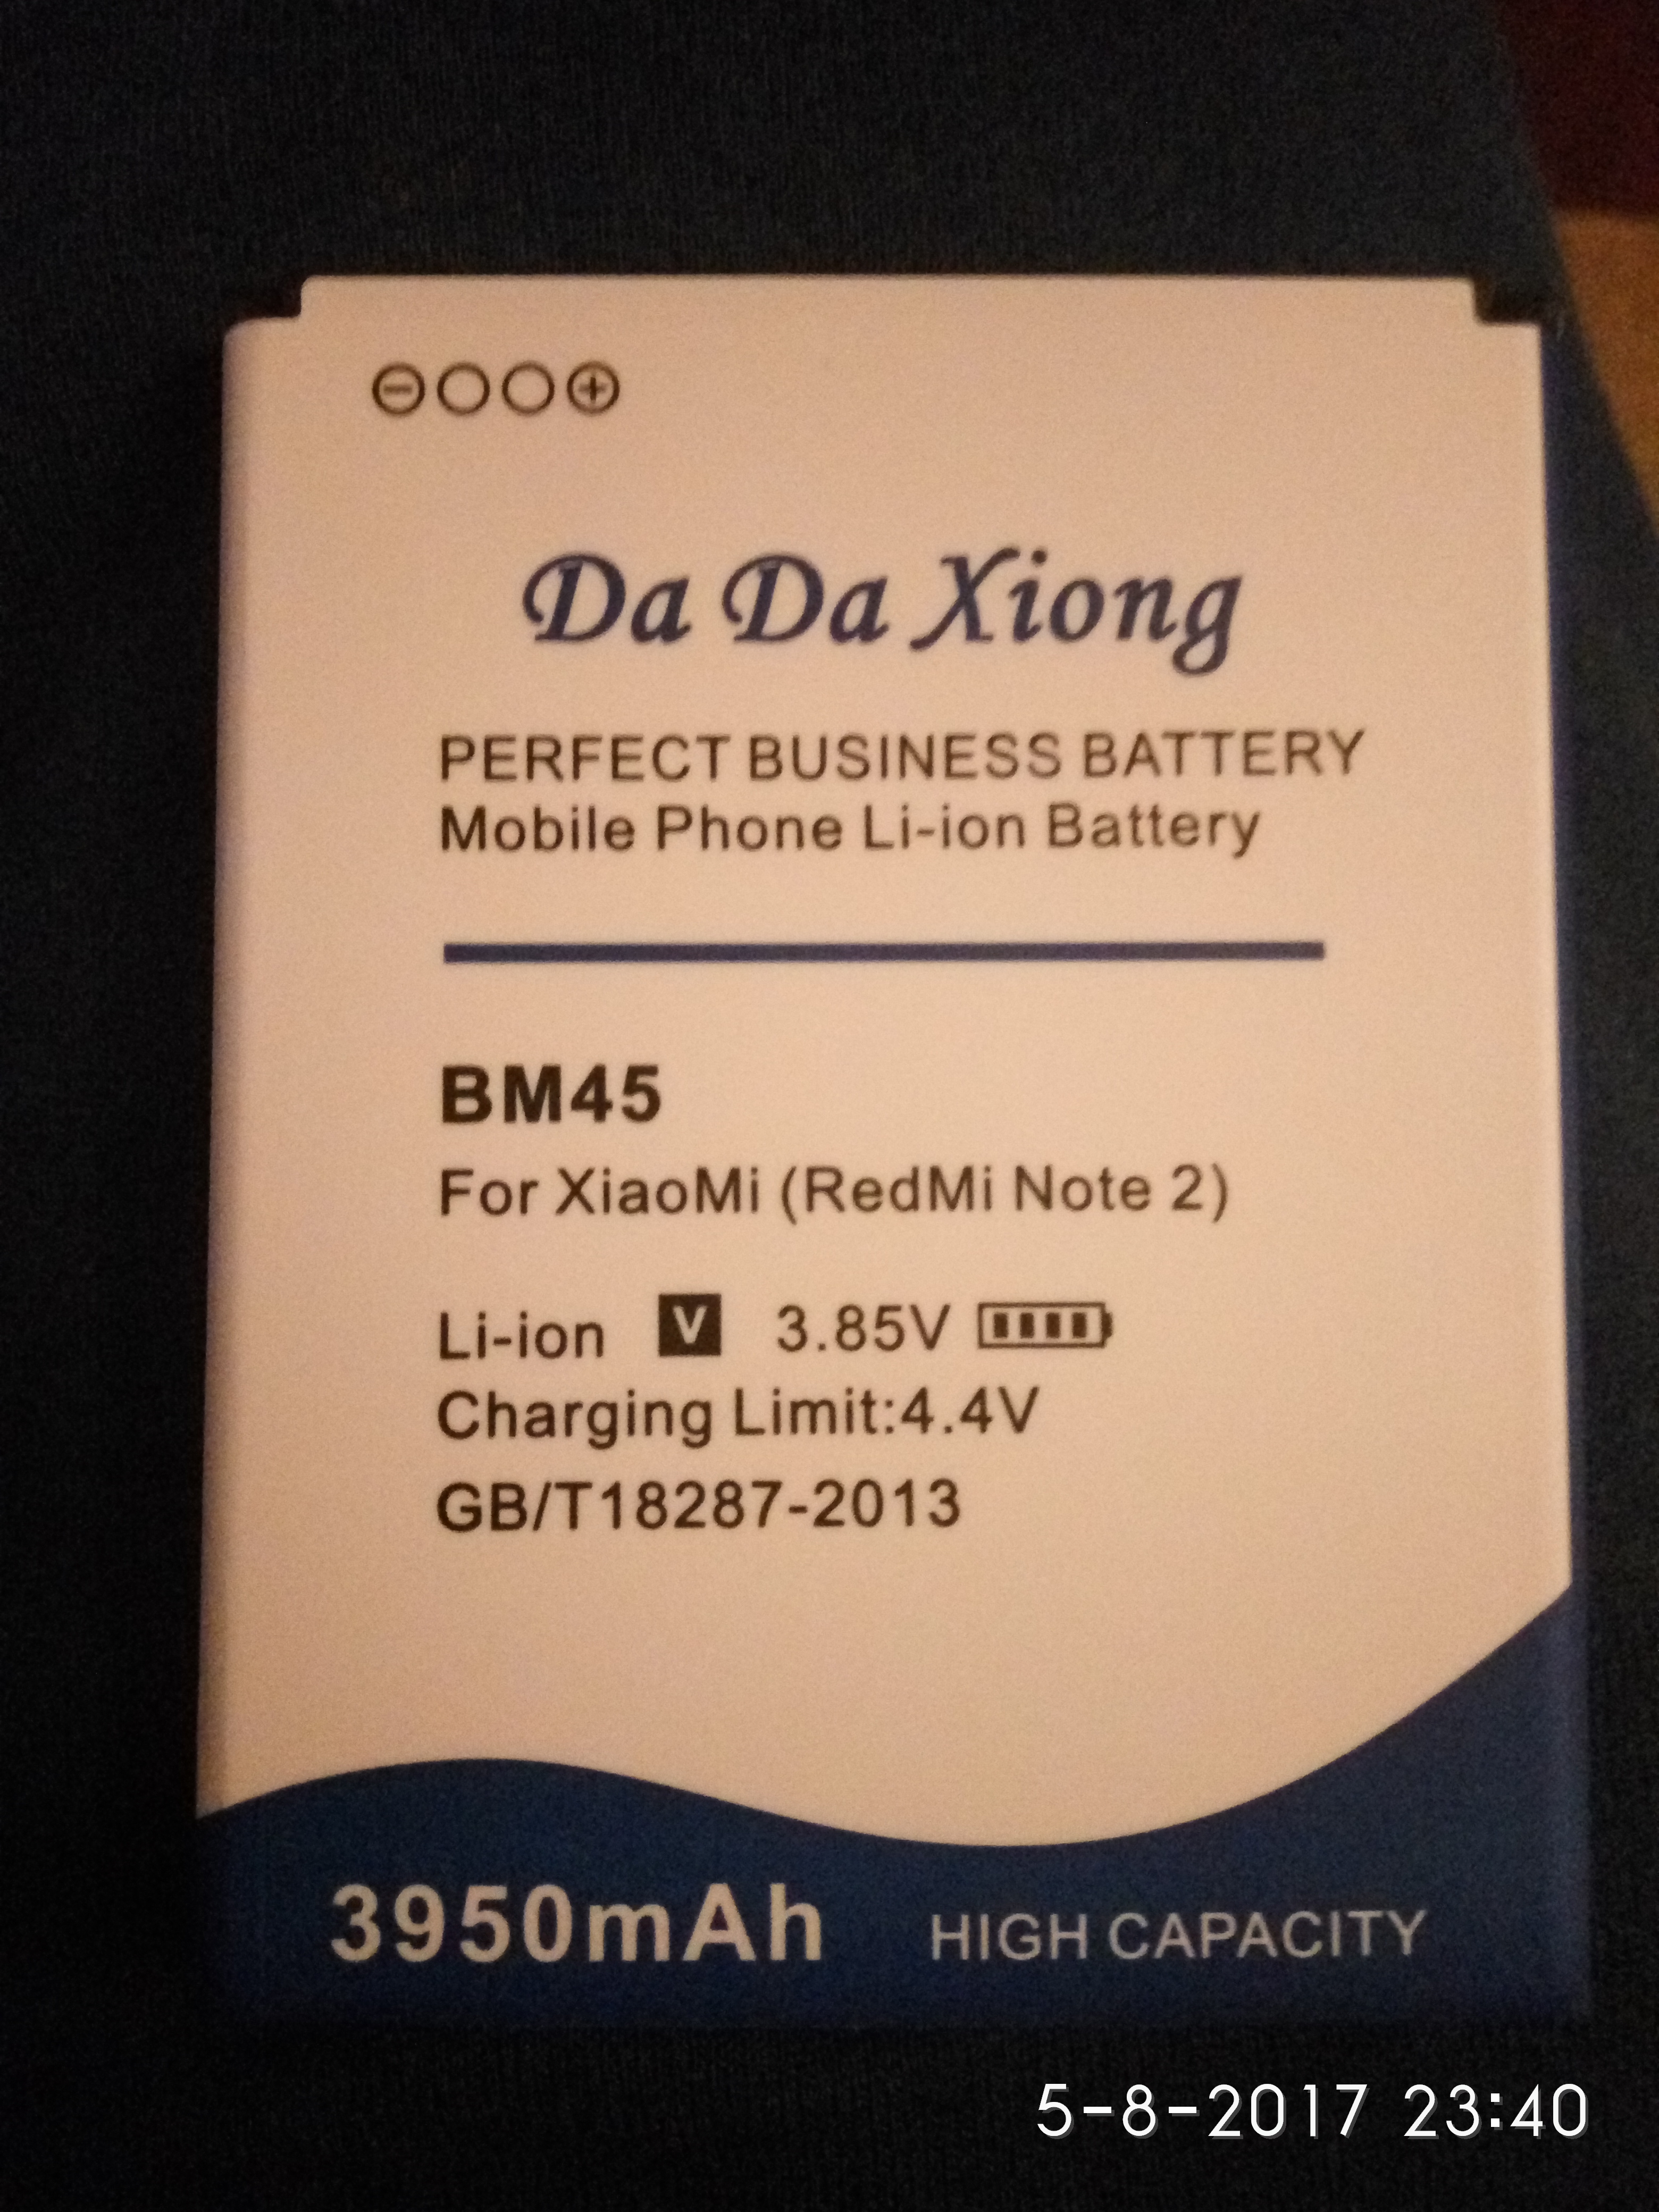 Da Da Xiong
PERFECT BUSINESS BATTERY
Mobile Phone Li-ion Battery
BM45
For XiaoMi (RedMi Note 2)
Li-ion V 3.85V
Charging Limit:4.4V
GB/T18287-2013
3950mAh HIGH CAPACITY
5-8-2017 23:40